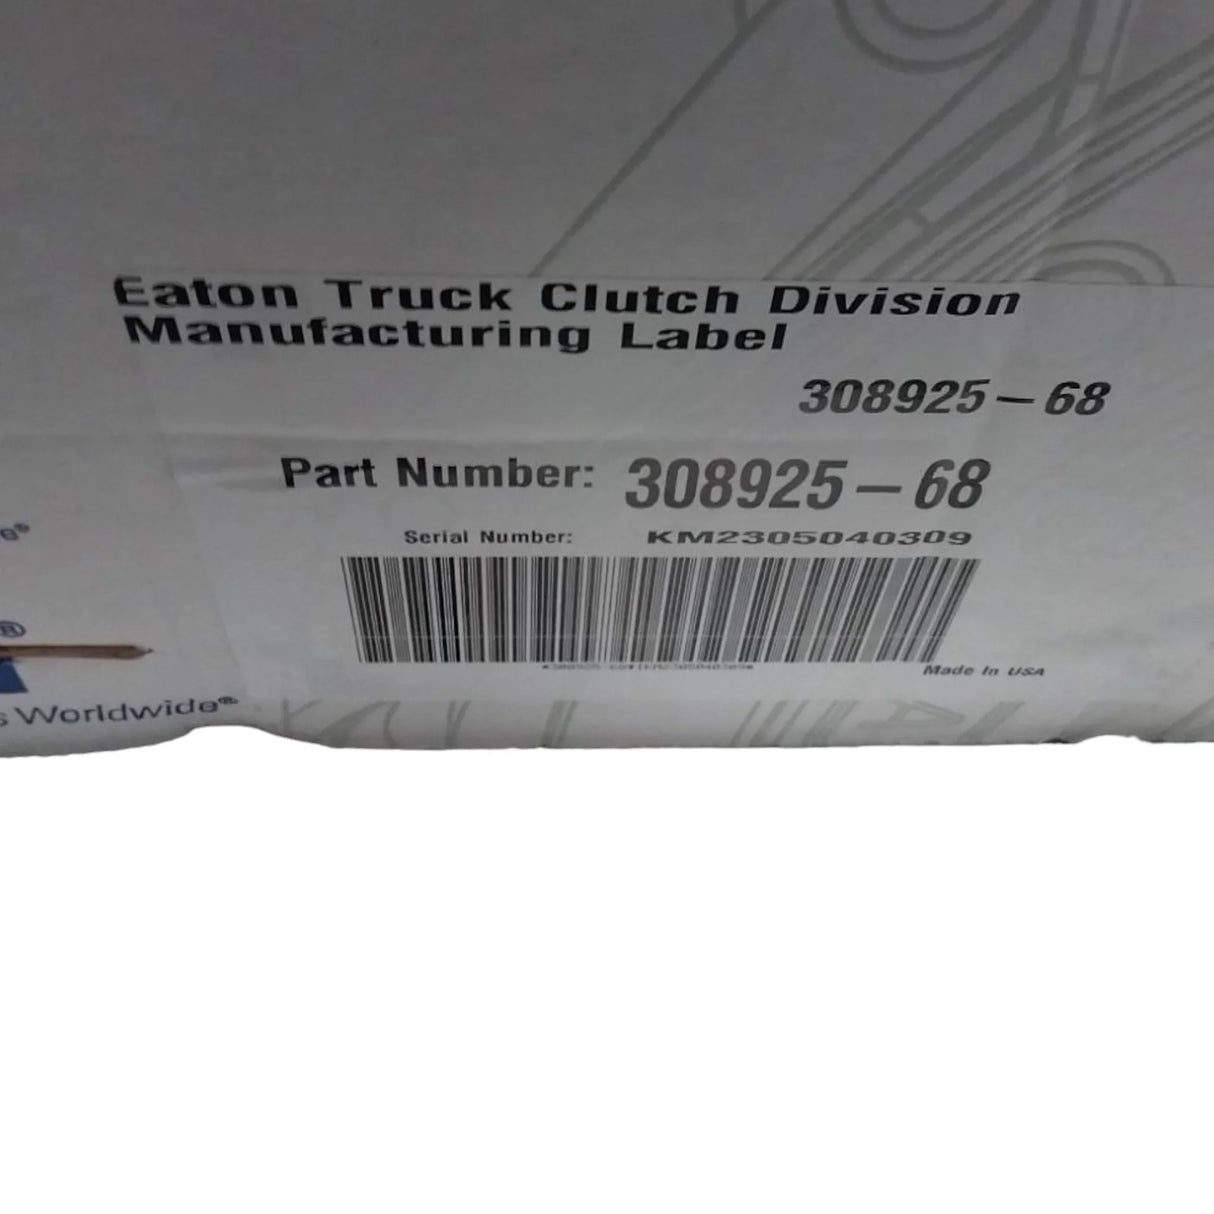 Eaton Truck Clutch Division
Manufacturing Label
308925-68
Part Number: 308925-68
Serial Number: KM2305040309
Made In USA
e®
®
s Worldwide®